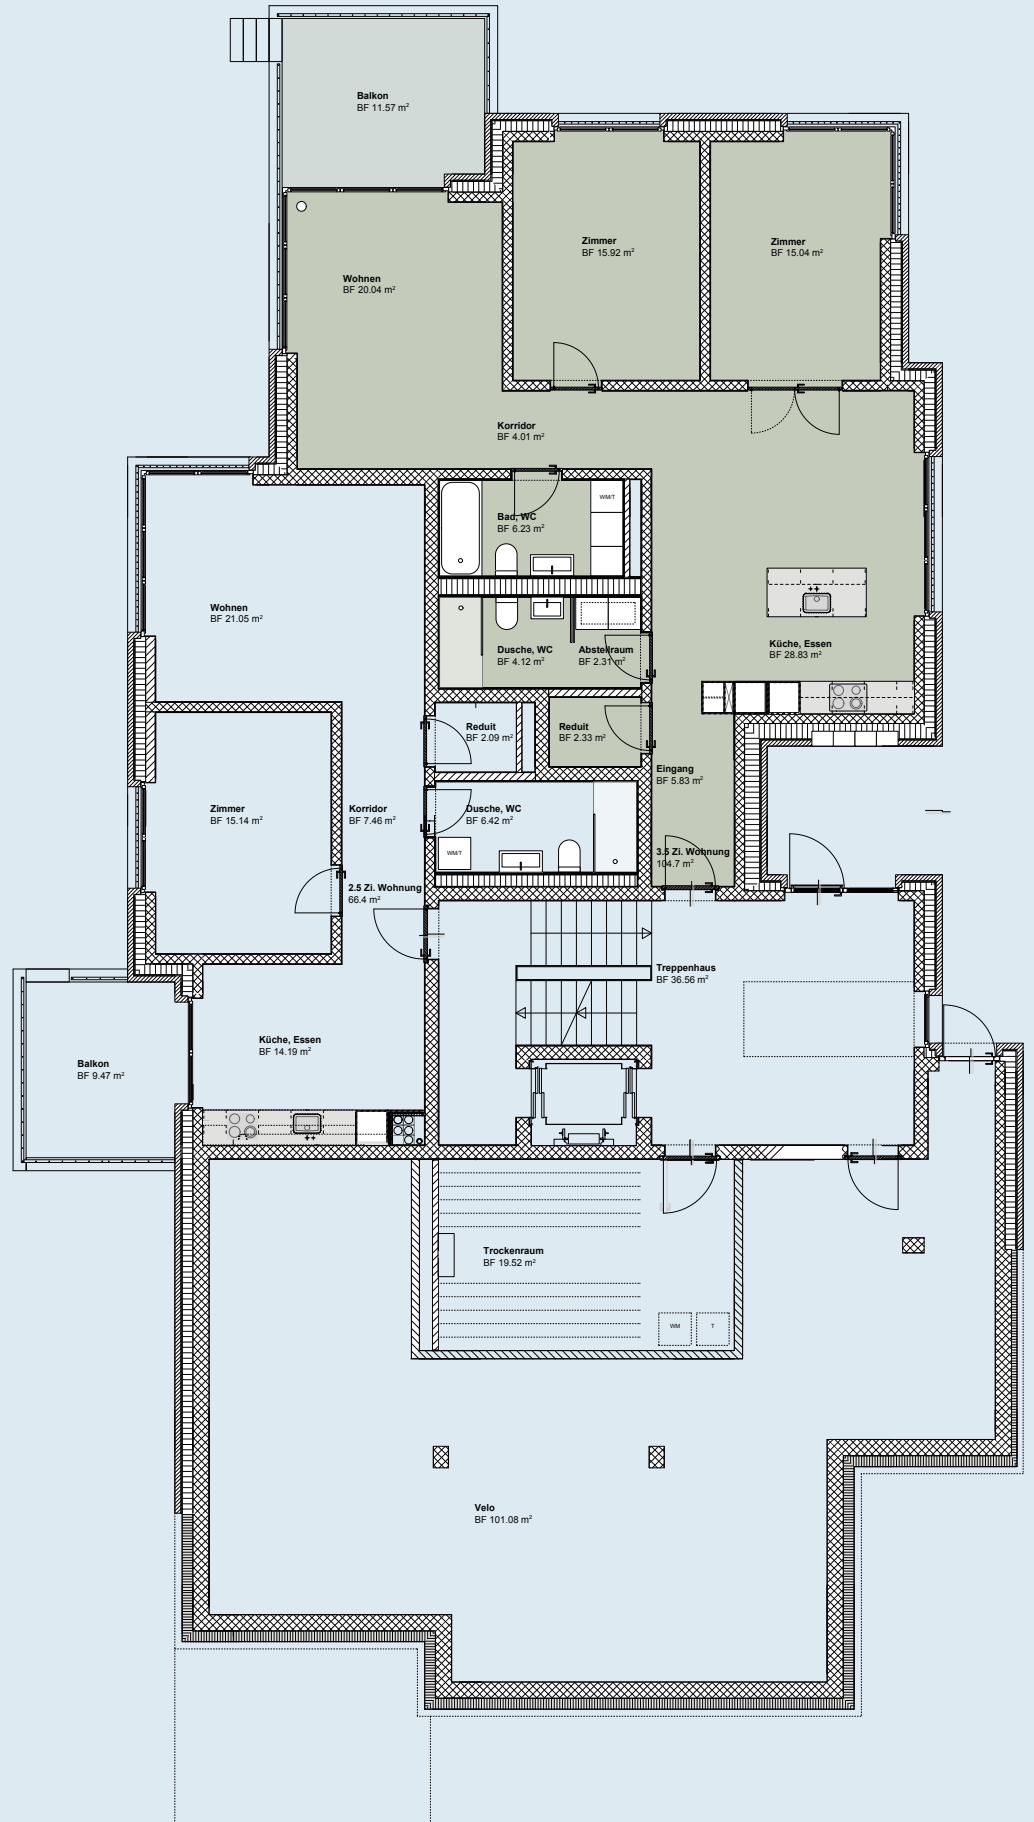 Balkon
BF 11.57 m²
Zimmer
BF 15.92 m²
Zimmer
BF 15.04 m²
Wohnen
BF 20.04 m²
Korridor
BF 4.01 m²
WM/T
Bad, WC
BF 6.23 m²
Wohnen
BF 21.05 m²
Dusche, WC
BF 4.12 m²
Abstellraum
BF 2.31 m²
Küche, Essen
BF 28.83 m²
Reduit
BF 2.09 m²
Reduit
BF 2.33 m²
Eingang
BF 5.83 m²
Zimmer
BF 15.14 m²
Korridor
BF 7.46 m²
Dusche, WC
BF 6.42 m²
WM/T
3.5 Zi. Wohnung
104.7 m²
2.5 Zi. Wohnung
66.4 m²
Treppenhaus
BF 36.56 m²
Küche, Essen
BF 14.19 m²
Balkon
BF 9.47 m²
Trockenraum
BF 19.52 m²
WM
T
Velo
BF 101.08 m²